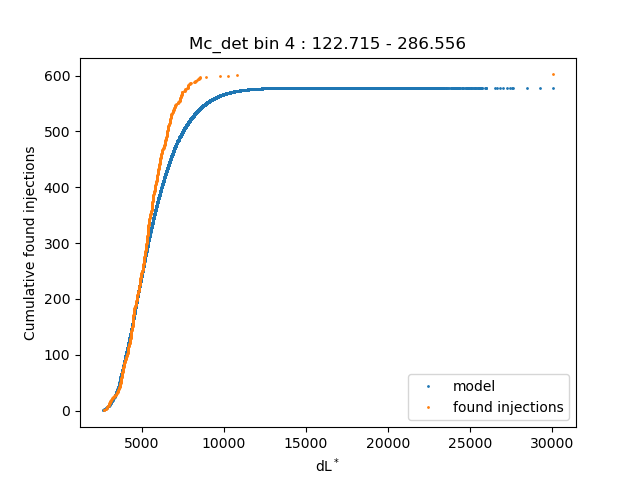 Mc_det bin 4 : 122.715 - 286.556
Cumulative found injections
600
500
400
300
200
100
0
5000 10000 15000 20000 25000 30000
dL*
model
found injections